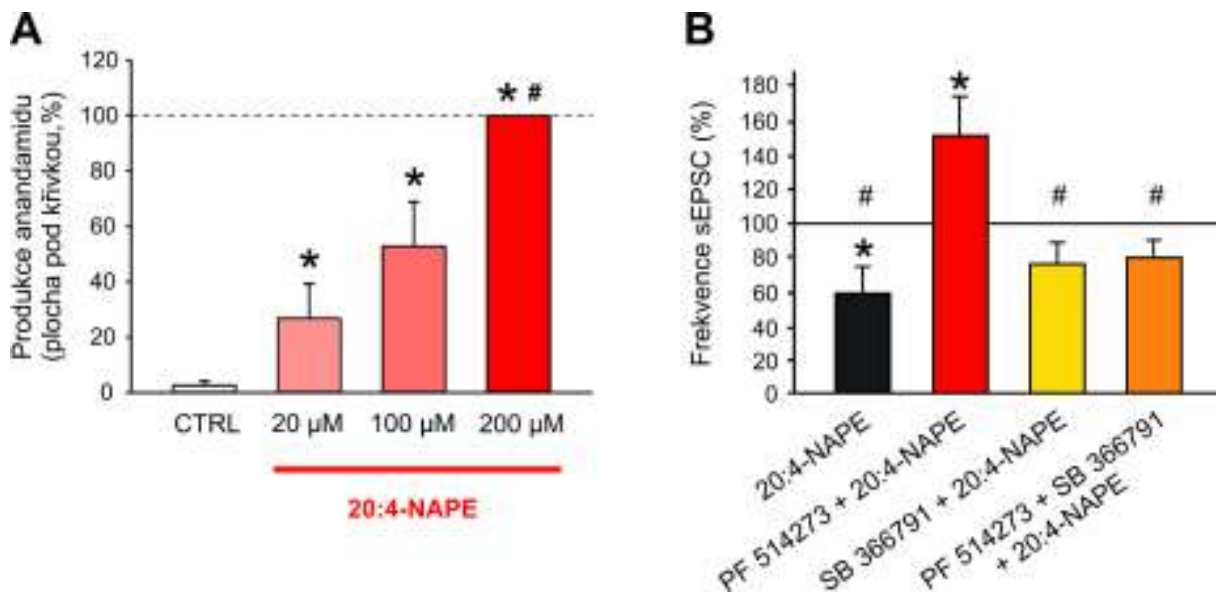 A
Produkce anandamidu
(plocha pod křivkou,%)
120
100
80
60
40
20
0
*
*
* #
CTRL
20 µM
100 µM
200 µM
20:4-NAPE
B
Frekvence sEPSC (%)
180
160
140
120
100
80
60
40
20
0
#
*
*
#
#
20:4-NAPE
PF 514273 + 20:4-NAPE
SB 366791 + 20:4-NAPE
PF 514273 + SB 366791
+ 20:4-NAPE